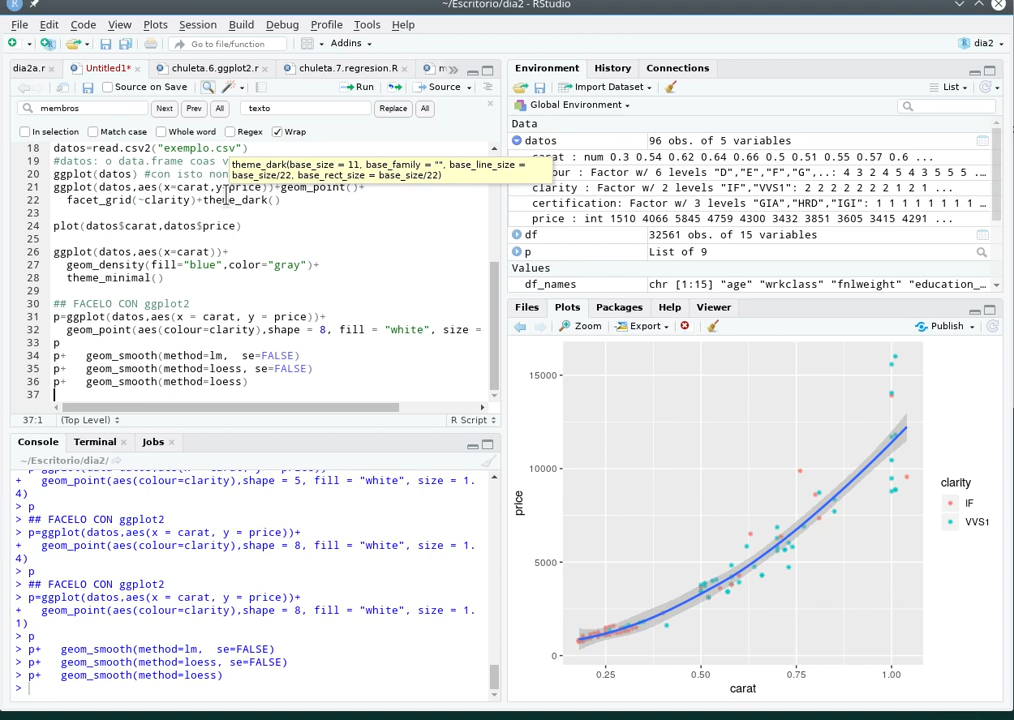 ~/Escritorio/dia2 - RStudio
File Edit Code View Plots Session Build Debug Profile Tools Help
Go to file/function Addins dia2
dia2a.r Untitled1* chuleta.6.ggplot2.r chuleta.7.regresion.R
Source on Save Run Source
membros Next Prev All texto Replace All
In selection Match case Whole word Regex Wrap
18 datos=read.csv2("exemplo.csv")
19 #datos: o data.frame coas v
20 ggplot(datos) #con isto non
theme_dark(base_size = 11, base_family = "", base_line_size =
base_size/22, base_rect_size = base_size/22)
21 ggplot(datos,aes(x=carat,y=price))+geom_point()+
22 facet_grid(~clarity)+theme_dark()
23
24 plot(datos$carat,datos$price)
25
26 ggplot(datos,aes(x=carat))+
27 geom_density(fill="blue",color="gray")+
28 theme_minimal()
29
30 ## FACELO CON ggplot2
31 p=ggplot(datos,aes(x = carat, y = price))+
32 geom_point(aes(colour=clarity),shape = 8, fill = "white", size =
33 p
34 p+ geom_smooth(method=lm, se=FALSE)
35 p+ geom_smooth(method=loess, se=FALSE)
36 p+ geom_smooth(method=loess)
37
37:1 (Top Level) R Script
Console Terminal Jobs
~/Escritorio/dia2/
+ geom_point(aes(colour=clarity),shape = 5, fill = "white", size = 1.
4)
> p
> ## FACELO CON ggplot2
> p=ggplot(datos,aes(x = carat, y = price))+
+ geom_point(aes(colour=clarity),shape = 8, fill = "white", size = 1.
4)
> p
> ## FACELO CON ggplot2
> p=ggplot(datos,aes(x = carat, y = price))+
+ geom_point(aes(colour=clarity),shape = 8, fill = "white", size = 1.
1)
> p
> p+ geom_smooth(method=lm, se=FALSE)
> p+ geom_smooth(method=loess, se=FALSE)
> p+ geom_smooth(method=loess)
>
Environment History Connections
Import Dataset List
Global Environment
Data
datos 96 obs. of 5 variables
carat : num 0.3 0.54 0.62 0.64 0.66 0.5 0.51 0.55 0.57 0.6 ...
our : Factor w/ 6 levels "D","E","F","G",..: 4 3 2 4 5 3 5 5 5 ...
clarity : Factor w/ 2 levels "IF","VVS1": 2 2 2 2 2 2 1 2 1 ...
certification: Factor w/ 3 levels "GIA","HRD","IGI": 1 1 1 1 1 1 1 ...
price : int 1510 4066 5845 4759 4300 3432 3851 3605 3415 4291 ...
df 32561 obs. of 15 variables
p List of 9
Values
df_names chr [1:15] "age" "wrkclass" "fnlweight" "education_...
Files Plots Packages Help Viewer
Zoom Export Publish
15000
10000
5000
0
price
0.25 0.50 0.75 1.00
carat
clarity
IF
VVS1